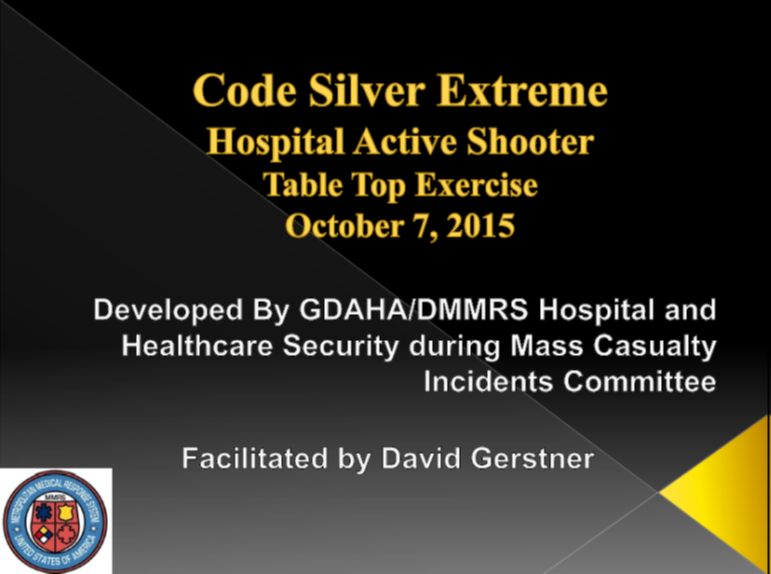 Code Silver Extreme
Hospital Active Shooter
Table Top Exercise
October 7, 2015
Developed By GDAHA/DMMRS Hospital and
Healthcare Security during Mass Casualty
Incidents Committee
Facilitated by David Gerstner
METROPOLITAN MEDICAL RESPONSE SYSTEM
MMRS
UNITED STATES OF AMERICA